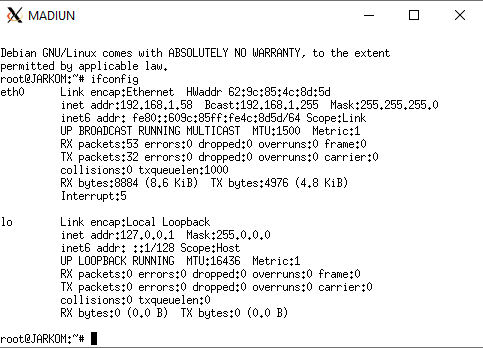 MADIUN
Debian GNU/Linux comes with ABSOLUTELY NO WARRANTY, to the extent
permitted by applicable law.
root@JARKOM:~# ifconfig
eth0      Link encap:Ethernet  HWaddr 62:9c:85:4c:8d:5d
          inet addr:192.168.1.58  Bcast:192.168.1.255  Mask:255.255.255.0
          inet6 addr: fe80::609c:85ff:fe4c:8d5d/64 Scope:Link
          UP BROADCAST RUNNING MULTICAST  MTU:1500  Metric:1
          RX packets:53 errors:0 dropped:0 overruns:0 frame:0
          TX packets:32 errors:0 dropped:0 overruns:0 carrier:0
          collisions:0 txqueuelen:1000
          RX bytes:8884 (8.6 KiB)  TX bytes:4976 (4.8 KiB)
          Interrupt:5
lo        Link encap:Local Loopback
          inet addr:127.0.0.1  Mask:255.0.0.0
          inet6 addr: ::1/128 Scope:Host
          UP LOOPBACK RUNNING  MTU:16436  Metric:1
          RX packets:0 errors:0 dropped:0 overruns:0 frame:0
          TX packets:0 errors:0 dropped:0 overruns:0 carrier:0
          collisions:0 txqueuelen:0
          RX bytes:0 (0.0 B)  TX bytes:0 (0.0 B)
root@JARKOM:~#